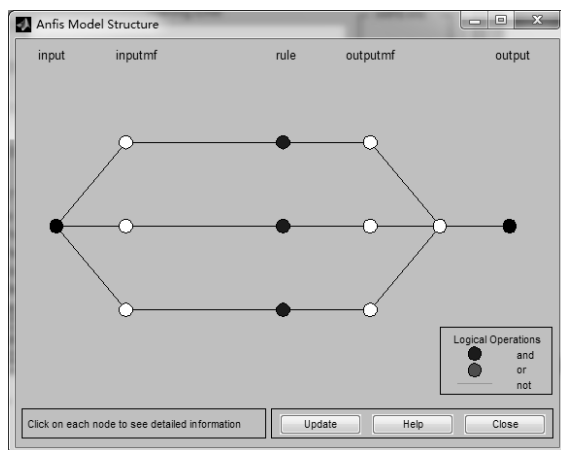 Anfis Model Structure
input inputmf rule outputmf output
Logical Operations
and
or
not
Click on each node to see detailed information
Update Help Close